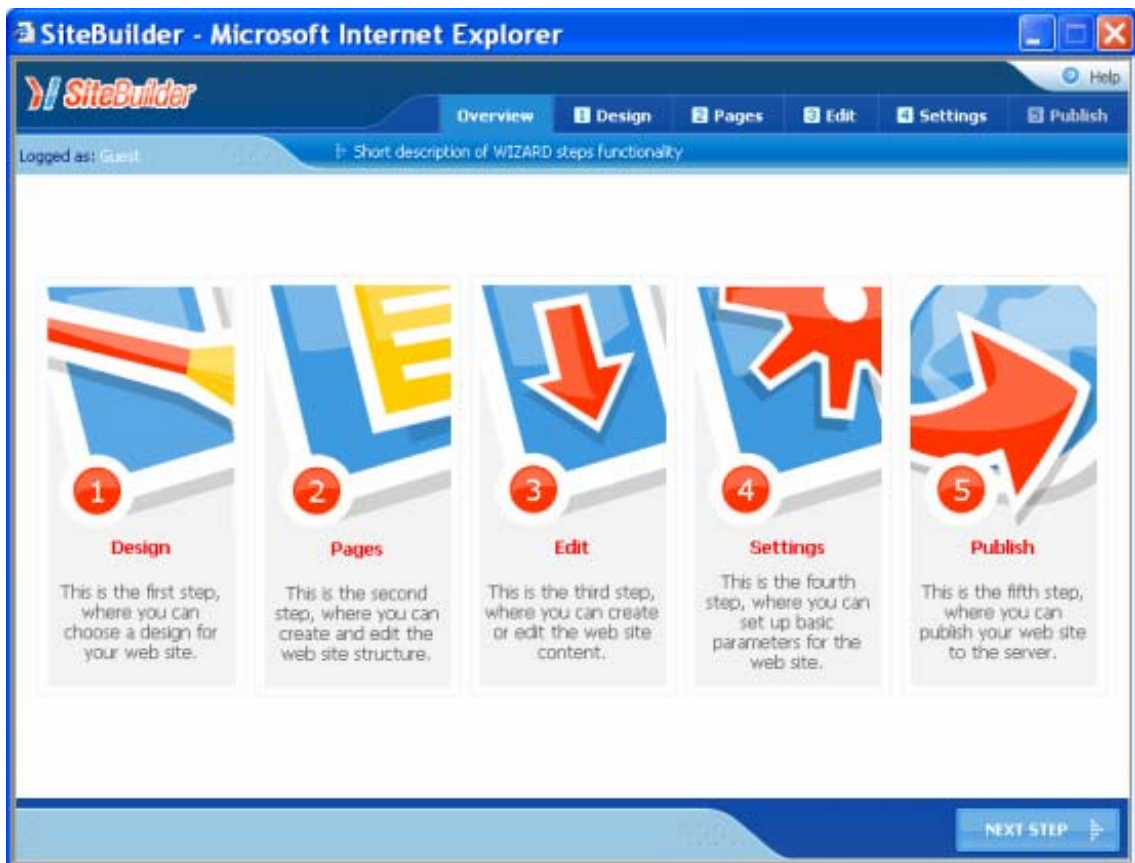 SiteBuilder - Microsoft Internet Explorer
SiteBuilder
Help
Overview 1 Design 2 Pages 3 Edit 4 Settings 5 Publish
Logged as: Guest
Short description of WIZARD steps functionality
1
Design
This is the first step,
where you can
choose a design for
your web site.
2
Pages
This is the second
step, where you can
create and edit the
web site structure.
3
Edit
This is the third step,
where you can create
or edit the web site
content.
4
Settings
This is the fourth
step, where you can
set up basic
parameters for the
web site.
5
Publish
This is the fifth step,
where you can
publish your web site
to the server.
NEXT STEP